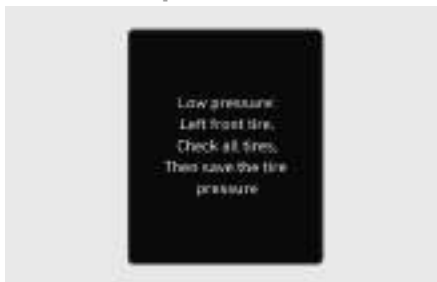 Low pressure
Left front tire,
Check all tires,
Then save the tire
pressure